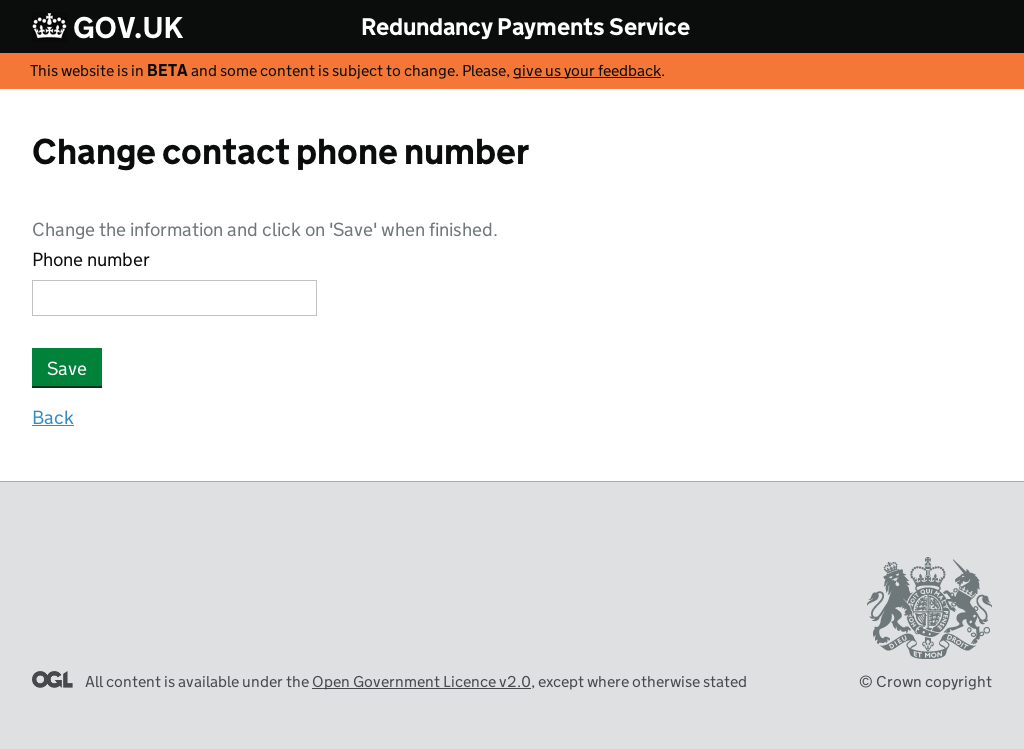 GOV.UK
Redundancy Payments Service
This website is in BETA and some content is subject to change. Please, give us your feedback.
Change contact phone number
Change the information and click on 'Save' when finished.
Phone number
Save
Back
OGL All content is available under the Open Government Licence v2.0, except where otherwise stated
© Crown copyright
DIEU ET MON DROIT